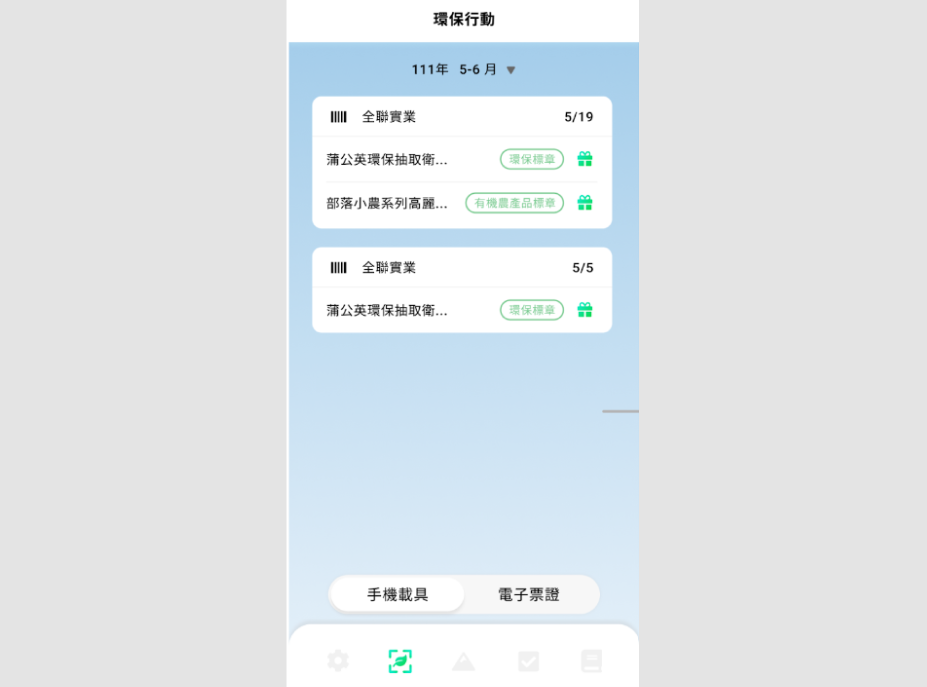 環保行動
111年 5-6 月
全聯實業 5/19
蒲公英環保抽取衛... 環保標章
部落小農系列高麗... 有機農產品標章
全聯實業 5/5
蒲公英環保抽取衛... 環保標章
手機載具 電子票證